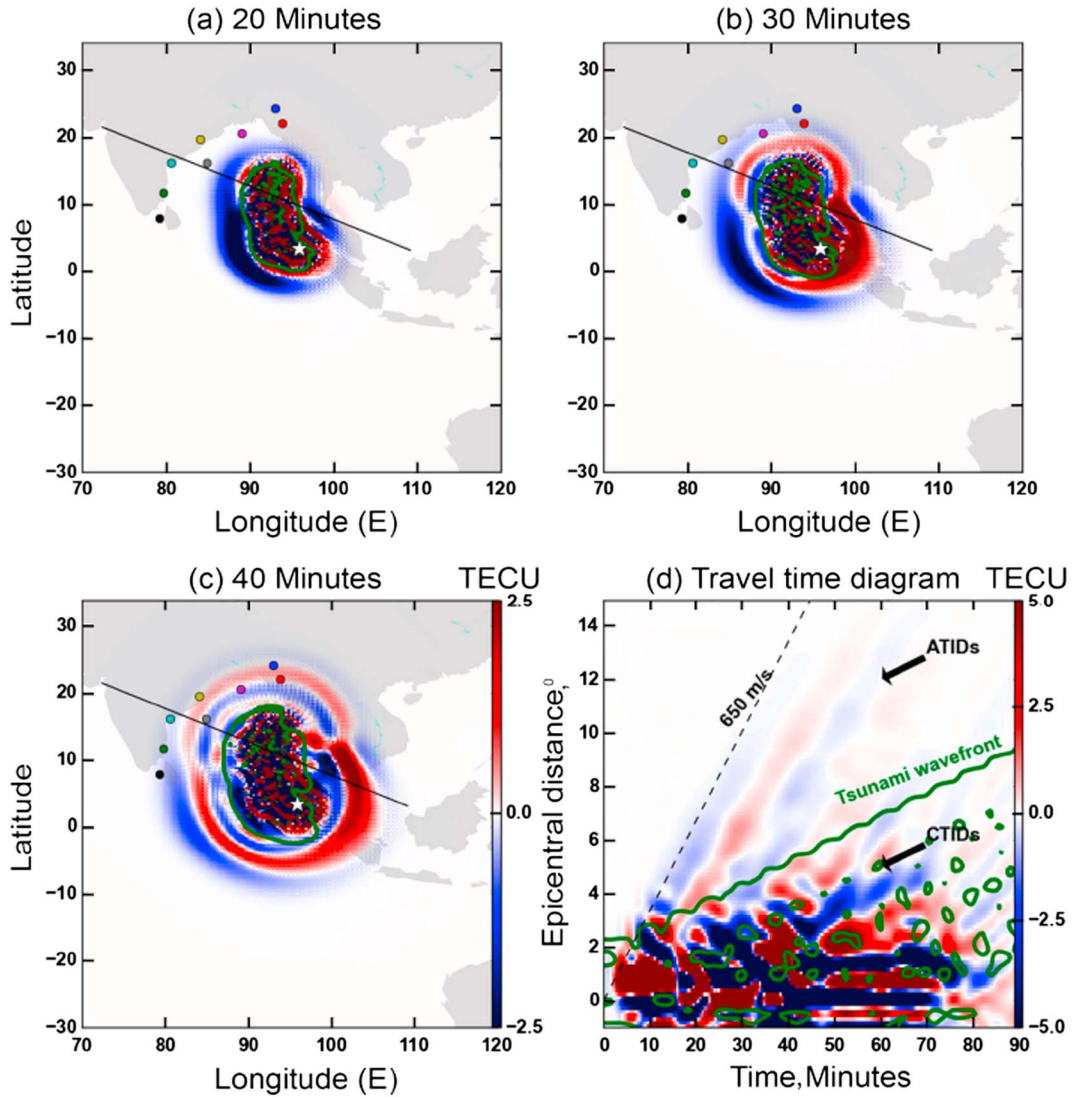 (a) 20 Minutes
(b) 30 Minutes
30
20
10
0
−10
−20
−30
Latitude
70 80 90 100 110 120
Longitude (E)
30
20
10
0
−10
−20
−30
70 80 90 100 110 120
Longitude (E)
(c) 40 Minutes TECU
(d) Travel time diagram TECU
30
20
10
0
−10
−20
−30
Latitude
70 80 90 100 110 120
Longitude (E)
2.5
0.0
−2.5
14
12
10
8
6
4
2
0
Epicentral distance,⁰
650 m/s
ATIDs
Tsunami wavefront
CTIDs
0 10 20 30 40 50 60 70 80 90
Time, Minutes
5.0
2.5
0.0
−2.5
−5.0